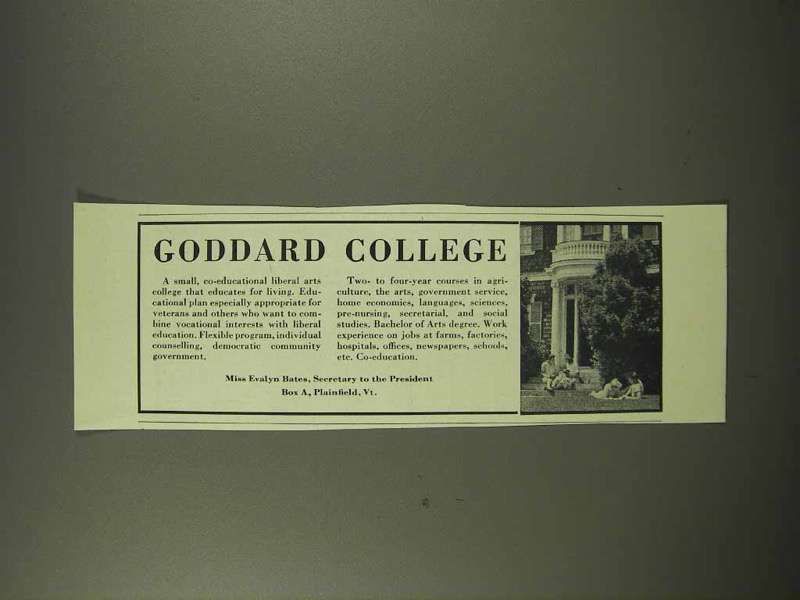 GODDARD COLLEGE
A small, co-educational liberal arts
college that educates for living. Edu-
cational plan especially appropriate for
veterans and others who want to com-
bine vocational interests with liberal
education. Flexible program, individual
counselling, democratic community
government.
Two- to four-year courses in agri-
culture, the arts, government service,
home economics, languages, sciences,
pre-nursing, secretarial, and social
studies. Bachelor of Arts degree. Work
experience on jobs at farms, factories,
hospitals, offices, newspapers, schools,
etc. Co-education.
Miss Evalyn Bates, Secretary to the President
Box A, Plainfield, Vt.